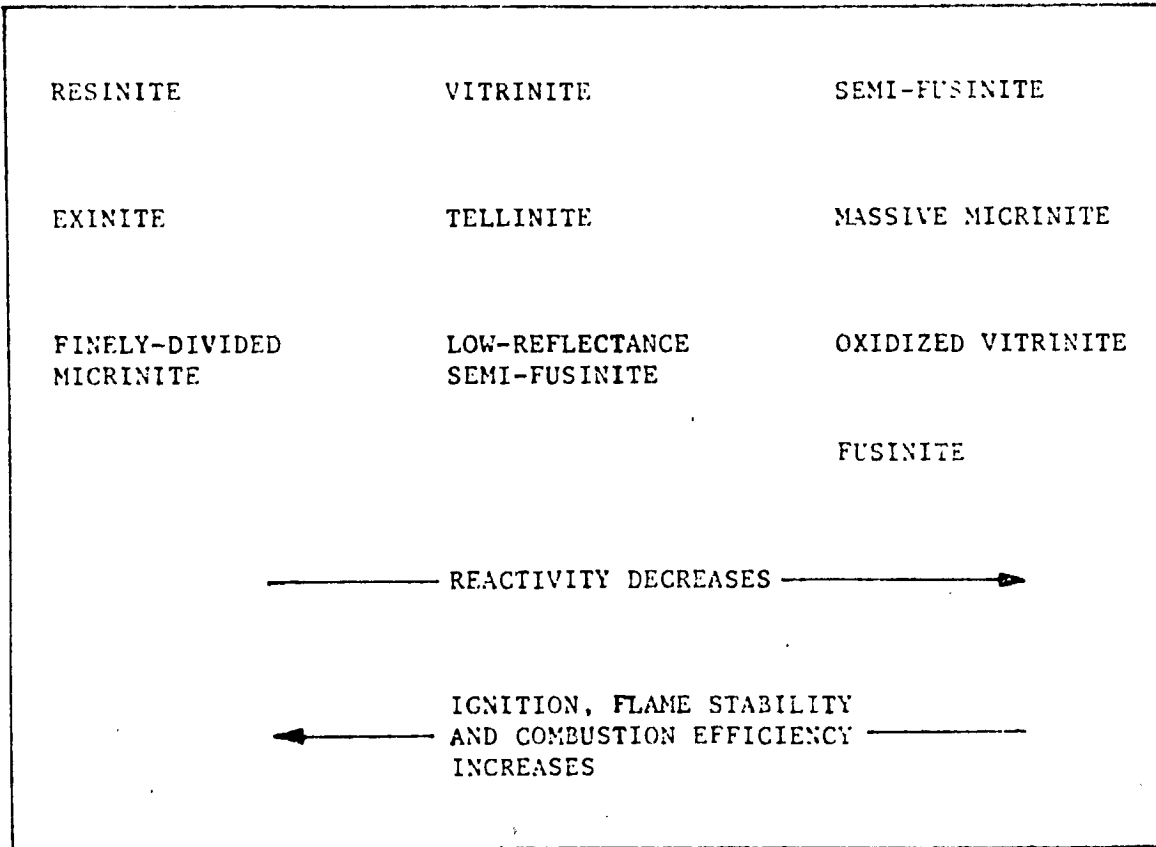 RESINITE VITRINITE SEMI-FUSINITE
EXINITE TELLINITE MASSIVE MICRINITE
FINELY-DIVIDED LOW-REFLECTANCE OXIDIZED VITRINITE
MICRINITE SEMI-FUSINITE
FUSINITE
REACTIVITY DECREASES
IGNITION, FLAME STABILITY
AND COMBUSTION EFFICIENCY
INCREASES